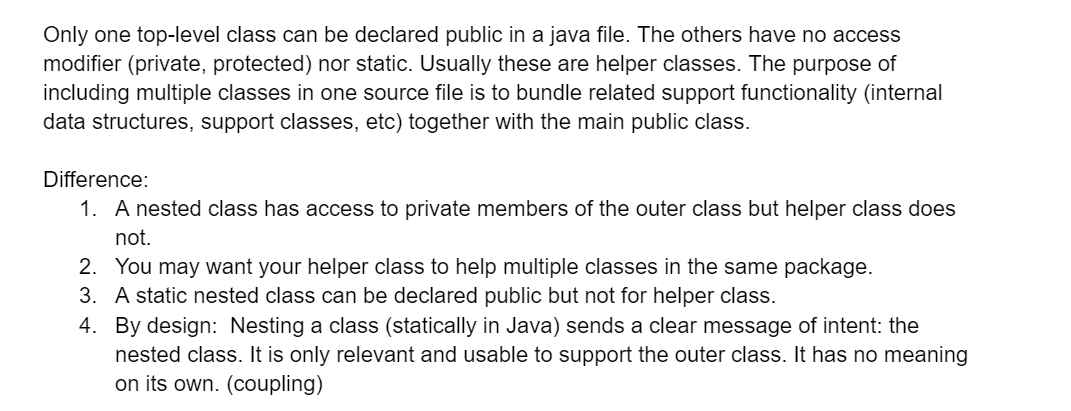 Only one top-level class can be declared public in a java file. The others have no access
modifier (private, protected) nor static. Usually these are helper classes. The purpose of
including multiple classes in one source file is to bundle related support functionality (internal
data structures, support classes, etc) together with the main public class.
Difference:
1. A nested class has access to private members of the outer class but helper class does
not.
2. You may want your helper class to help multiple classes in the same package.
3. A static nested class can be declared public but not for helper class.
4. By design:  Nesting a class (statically in Java) sends a clear message of intent: the
nested class. It is only relevant and usable to support the outer class. It has no meaning
on its own. (coupling)